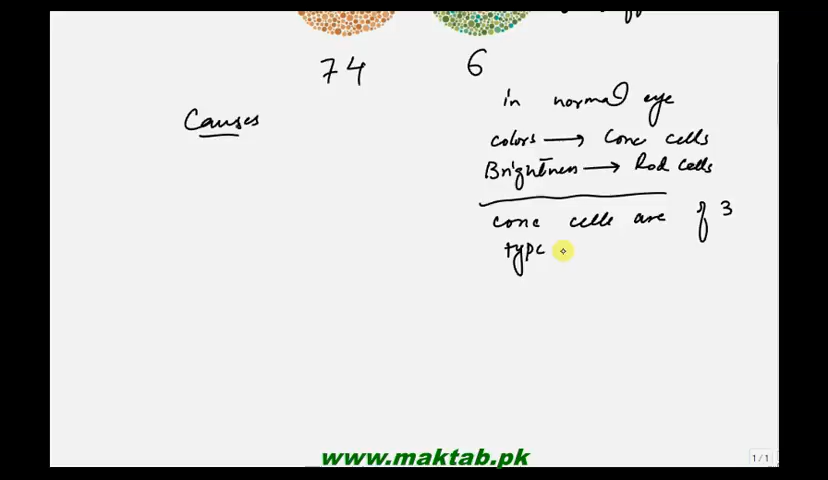 74
6
Causes
in normal eye
colors → Cone cells
Brightness → Rod cells
cone cells are of 3
type
www.maktab.pk
1/1